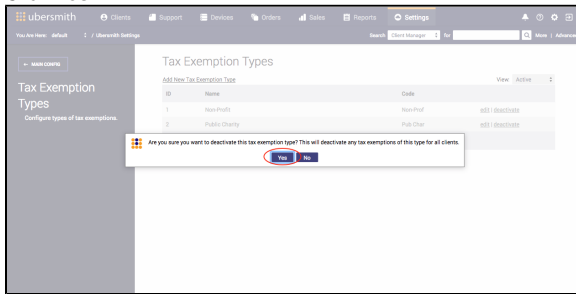 ubersmith Clients Support Devices Orders Sales Reports Settings
You Are Here: default / Ubersmith Settings Search Client Manager for More | Advanced
← MAIN CONFIG
Tax Exemption Types
Configure types of tax exemptions.
Tax Exemption Types
Add New Tax Exemption Type View Active
ID Name Code
1 Non-Profit Non-Prof edit | deactivate
2 Public Charity Pub Char edit | deactivate
Are you sure you want to deactivate this tax exemption type? This will deactivate any tax exemptions of this type for all clients.
Yes No